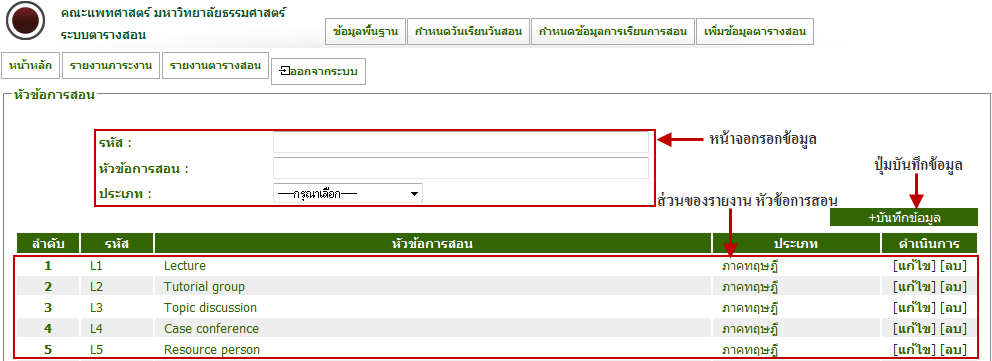 คณะแพทศาสตร์ มหาวิทยาลัยธรรมศาสตร์
ระบบตารางสอน
ข้อมูลพื้นฐาน กำหนดวันเรียนวันสอน กำหนดข้อมูลการเรียนการสอน เพิ่มข้อมูลตารางสอน
หน้าหลัก รายงานภาระงาน รายงานตารางสอน ออกจากระบบ
หัวข้อการสอน
รหัส : หน้าจอกรอกข้อมูล
หัวข้อการสอน : ปุ่มบันทึกข้อมูล
ประเภท : ----กรุณาเลือก----
ส่วนของรายงาน หัวข้อการสอน
+บันทึกข้อมูล
ลำดับ รหัส หัวข้อการสอน ประเภท ดำเนินการ
1 L1 Lecture ภาคทฤษฎี [แก้ไข] [ลบ]
2 L2 Tutorial group ภาคทฤษฎี [แก้ไข] [ลบ]
3 L3 Topic discussion ภาคทฤษฎี [แก้ไข] [ลบ]
4 L4 Case conference ภาคทฤษฎี [แก้ไข] [ลบ]
5 L5 Resource person ภาคทฤษฎี [แก้ไข] [ลบ]